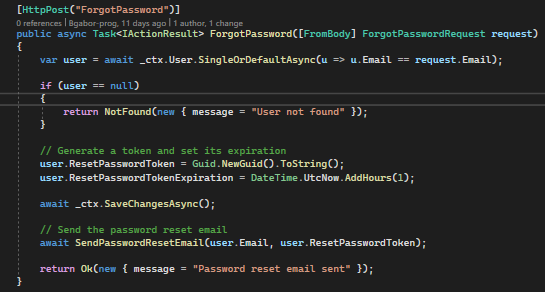 [HttpPost("ForgotPassword")]
0 references | Bgabor-prog, 11 days ago | 1 author, 1 change
public async Task<IActionResult> ForgotPassword([FromBody] ForgotPasswordRequest request)
{
    var user = await _ctx.User.SingleOrDefaultAsync(u => u.Email == request.Email);

    if (user == null)
    {
        return NotFound(new { message = "User not found" });
    }

    // Generate a token and set its expiration
    user.ResetPasswordToken = Guid.NewGuid().ToString();
    user.ResetPasswordTokenExpiration = DateTime.UtcNow.AddHours(1);

    await _ctx.SaveChangesAsync();

    // Send the password reset email
    await SendPasswordResetEmail(user.Email, user.ResetPasswordToken);

    return Ok(new { message = "Password reset email sent" });
}